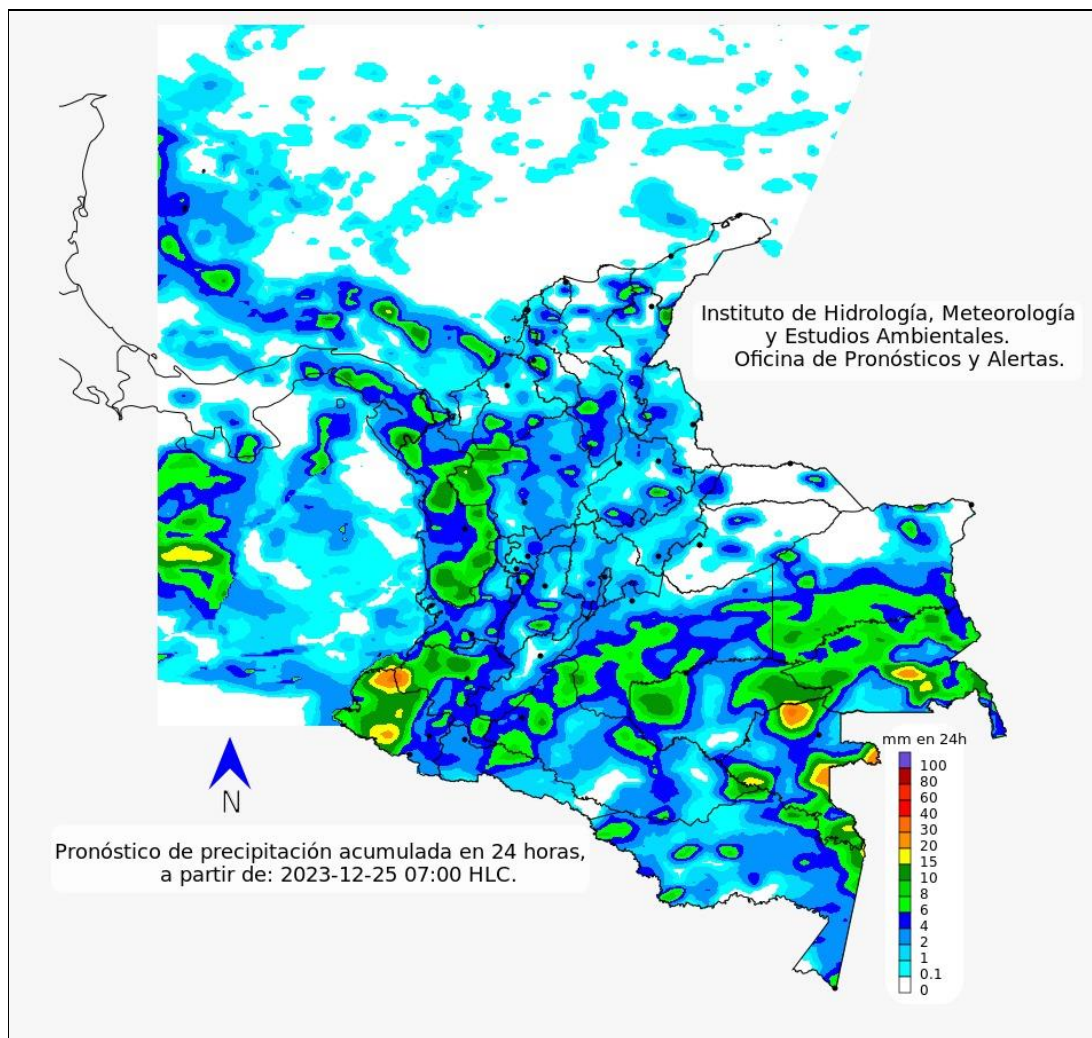 Instituto de Hidrología, Meteorología
y Estudios Ambientales.
Oficina de Pronósticos y Alertas.
mm en 24h
100
80
60
40
30
20
15
10
8
6
4
2
1
0.1
0
N
Pronóstico de precipitación acumulada en 24 horas,
a partir de: 2023-12-25 07:00 HLC.